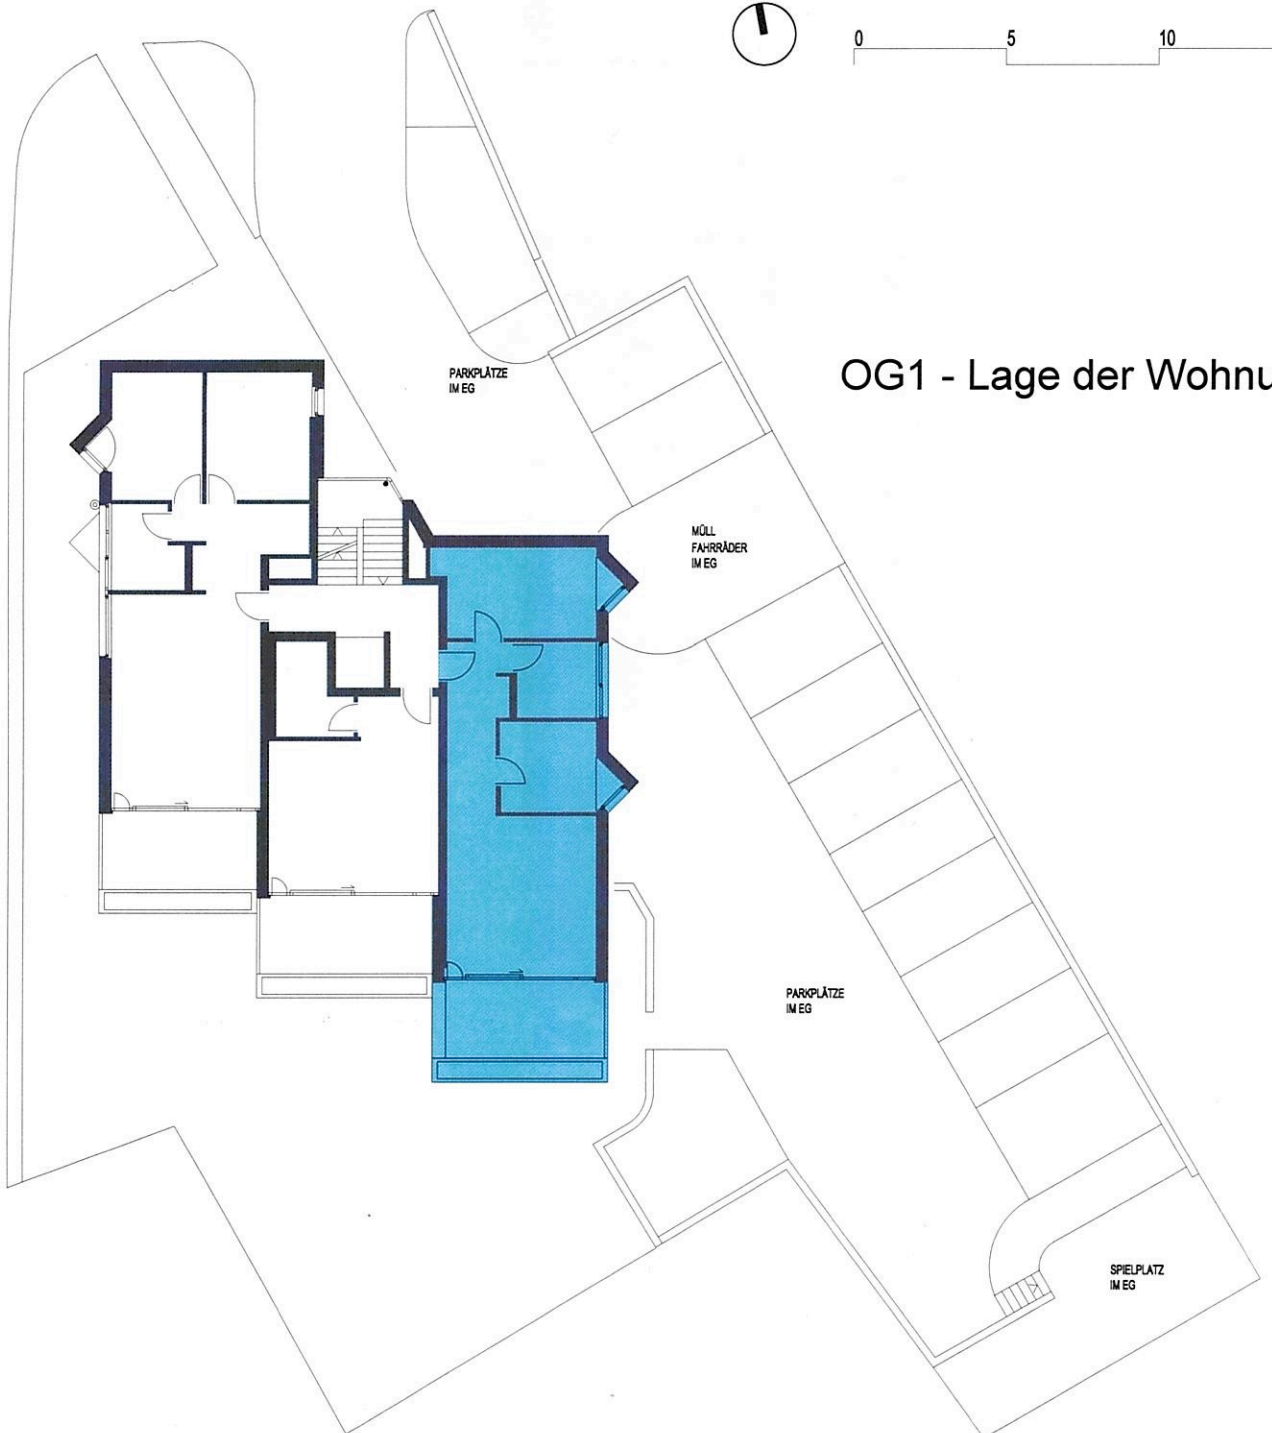 0 5 10
OG1 - Lage der Wohnu
PARKPLÄTZE
IM EG
MÜLL
FAHRRÄDER
IM EG
PARKPLÄTZE
IM EG
SPIELPLATZ
IM EG